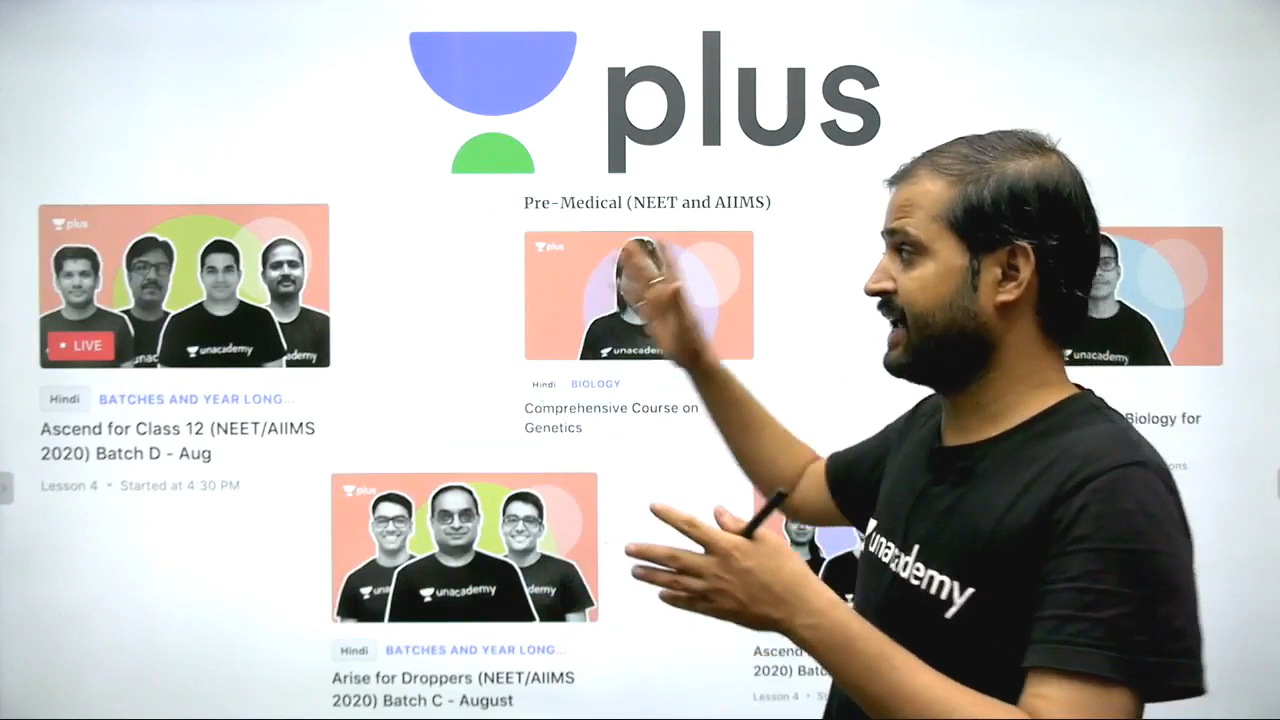 plus
Pre-Medical (NEET and AIIMS)
plus
LIVE
unacademy
Hindi
BATCHES AND YEAR LONG...
Ascend for Class 12 (NEET/AIIMS
2020) Batch D - Aug
Lesson 4 • Started at 4:30 PM
plus
unacademy
Hindi
BIOLOGY
Comprehensive Course on
Genetics
unacademy
Biology for
plus
unacademy
Hindi
BATCHES AND YEAR LONG...
Arise for Droppers (NEET/AIIMS
2020) Batch C - August
Ascend
2020)
Lesson 4
unacademy